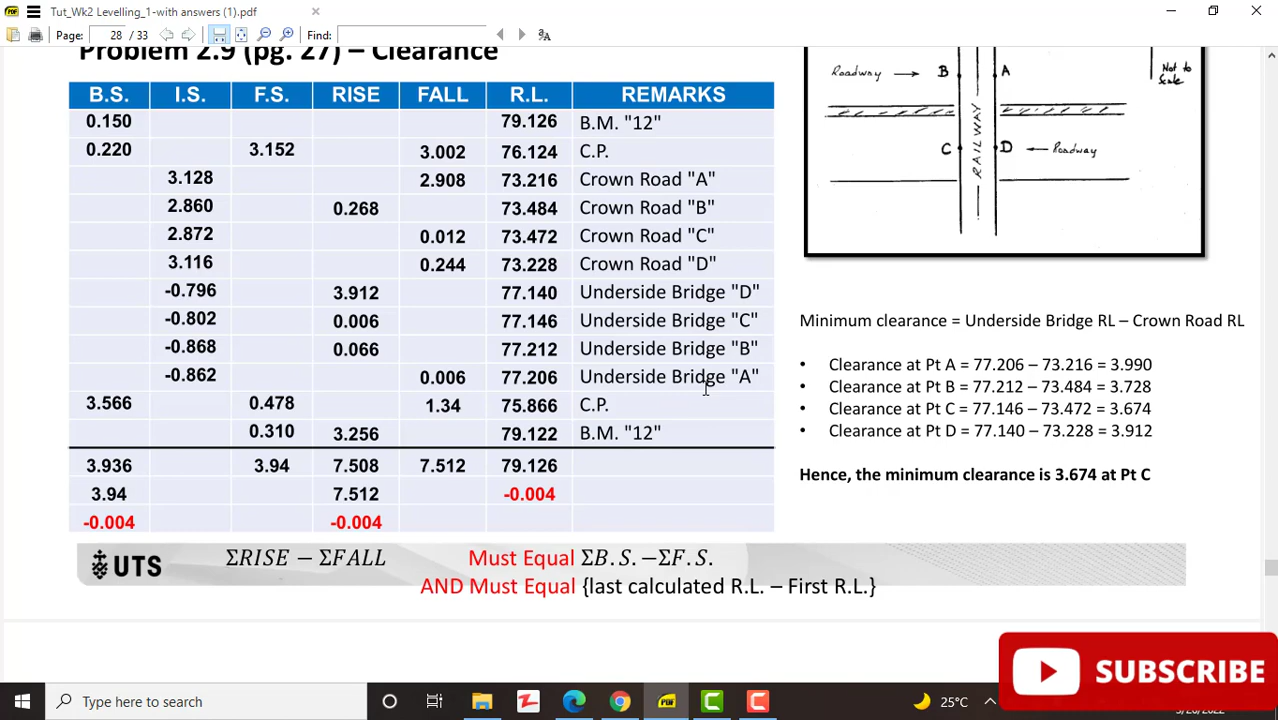 Tut_Wk2 Levelling_1-with answers (1).pdf
Page: 28 / 33 Find:
Problem 2.9 (pg. 27) – Clearance
B.S. I.S. F.S. RISE FALL R.L. REMARKS
0.150 79.126 B.M. "12"
0.220 3.152 3.002 76.124 C.P.
3.128 2.908 73.216 Crown Road "A"
2.860 0.268 73.484 Crown Road "B"
2.872 0.012 73.472 Crown Road "C"
3.116 0.244 73.228 Crown Road "D"
-0.796 3.912 77.140 Underside Bridge "D"
-0.802 0.006 77.146 Underside Bridge "C"
-0.868 0.066 77.212 Underside Bridge "B"
-0.862 0.006 77.206 Underside Bridge "A"
3.566 0.478 1.34 75.866 C.P.
0.310 3.256 79.122 B.M. "12"
3.936 3.94 7.508 7.512 79.126
3.94 7.512 -0.004
-0.004 -0.004
Roadway → B A Not to
Scale
RAILWAY
C D ← Roadway
Minimum clearance = Underside Bridge RL – Crown Road RL
• Clearance at Pt A = 77.206 – 73.216 = 3.990
• Clearance at Pt B = 77.212 – 73.484 = 3.728
• Clearance at Pt C = 77.146 – 73.472 = 3.674
• Clearance at Pt D = 77.140 – 73.228 = 3.912
Hence, the minimum clearance is 3.674 at Pt C
UTS
ΣRISE − ΣFALL Must Equal ΣB.S.−ΣF.S.
AND Must Equal {last calculated R.L. – First R.L.}
SUBSCRIBE
Type here to search
25°C